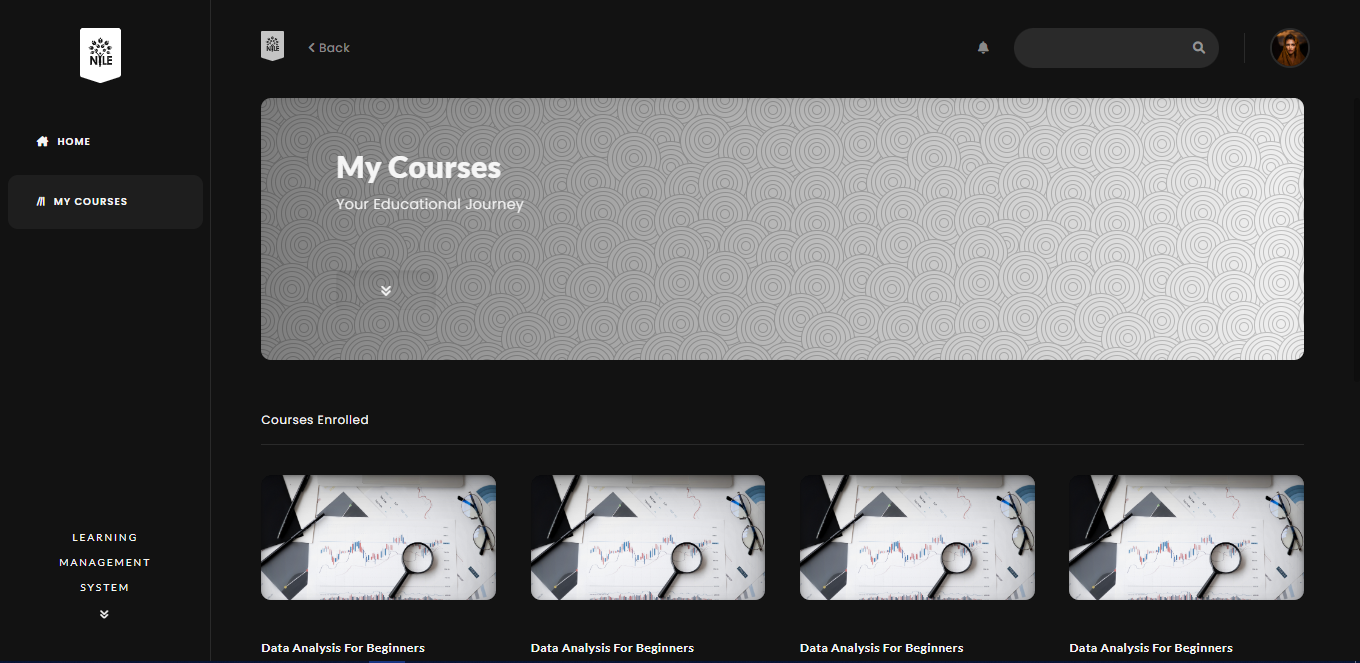 NILE
HOME
MY COURSES
LEARNING
MANAGEMENT
SYSTEM
NILE
Back
My Courses
Your Educational Journey
Courses Enrolled
Data Analysis For Beginners
Data Analysis For Beginners
Data Analysis For Beginners
Data Analysis For Beginners